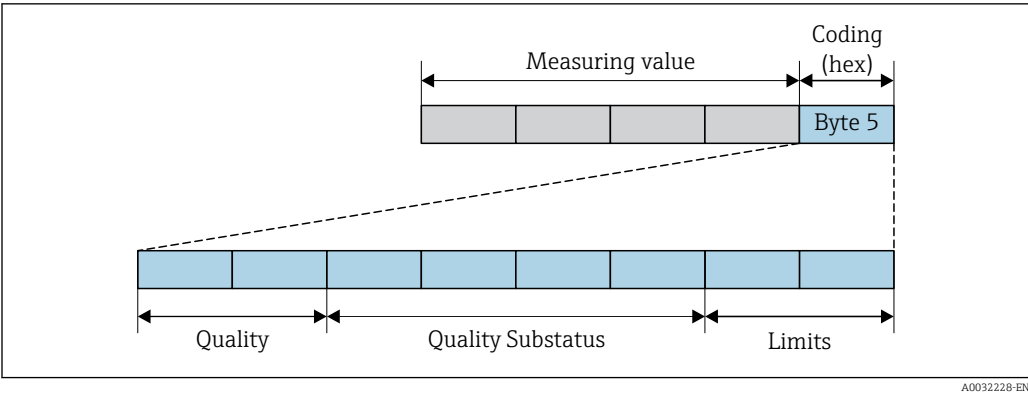 Coding
Measuring value (hex)
Byte 5
Quality Quality Substatus Limits
A0032228-EN